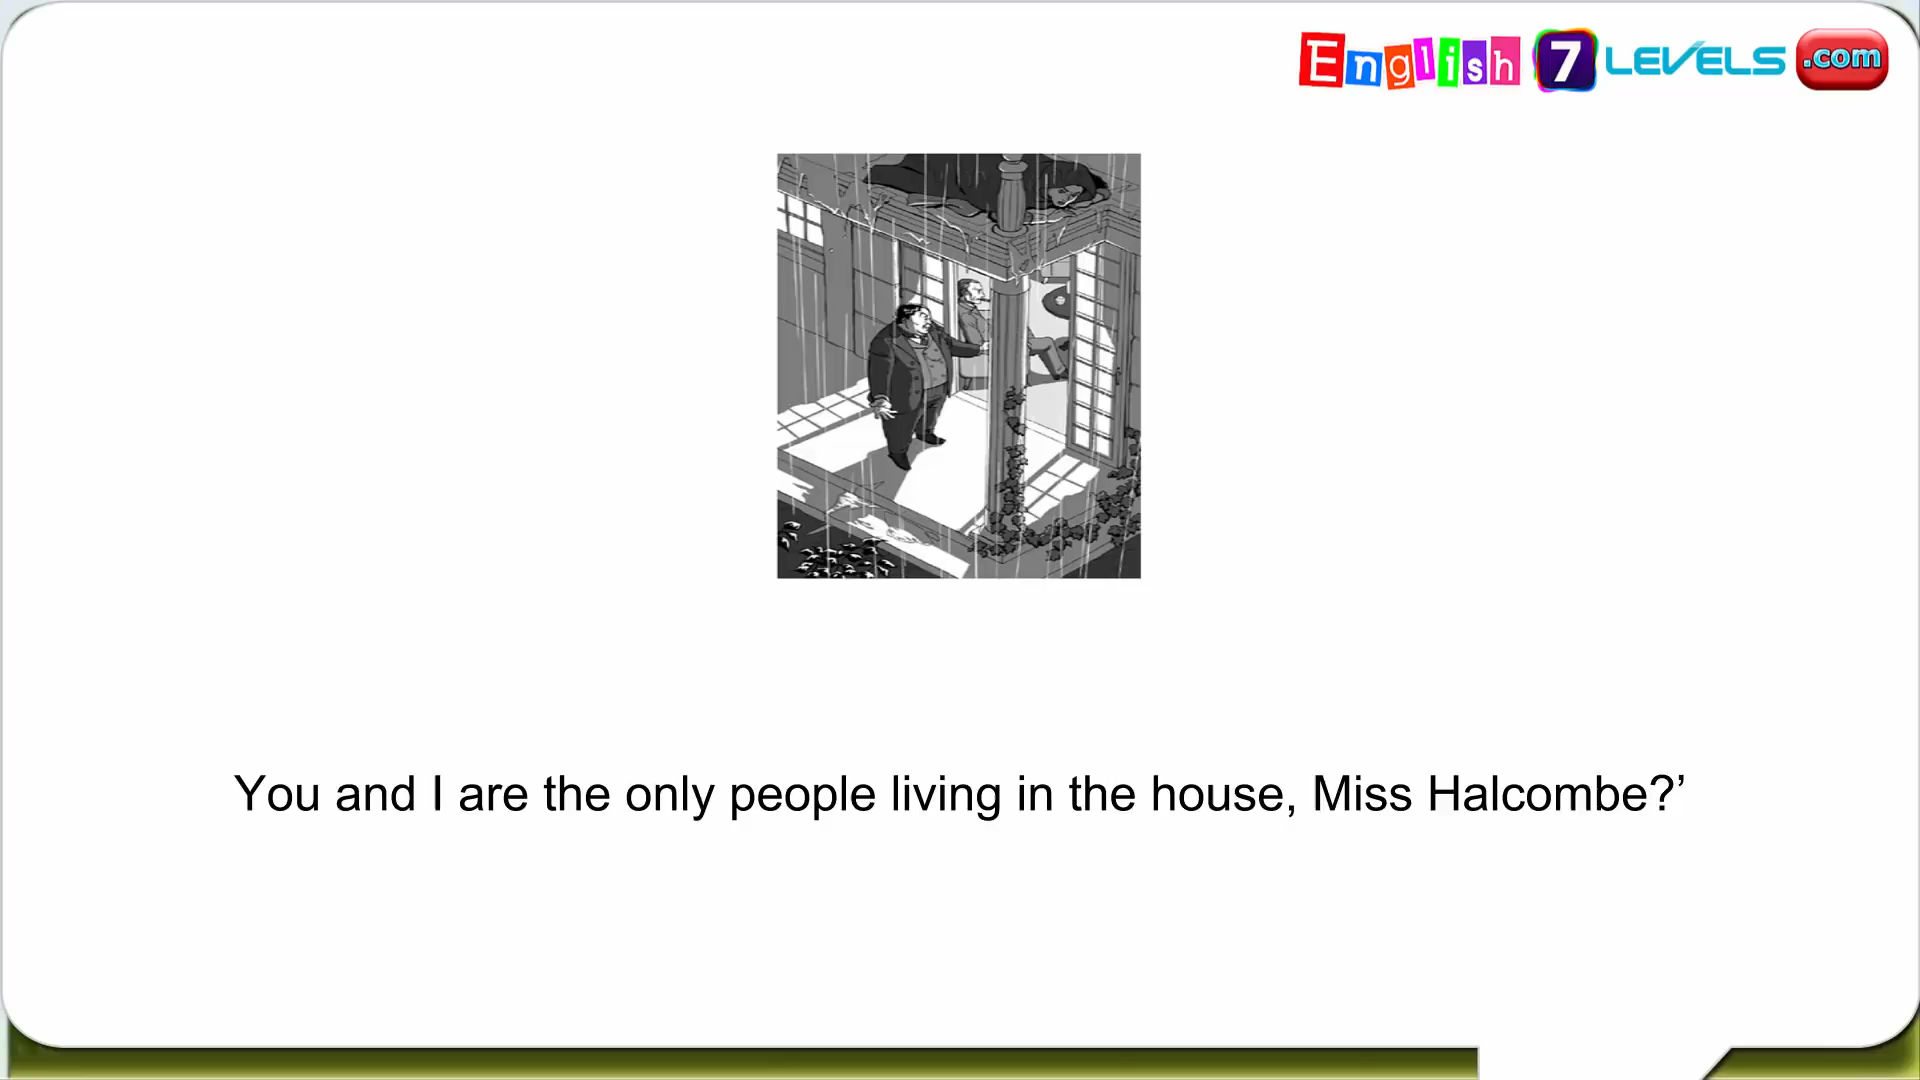 English 7 LEVELS .com
You and I are the only people living in the house, Miss Halcombe?’